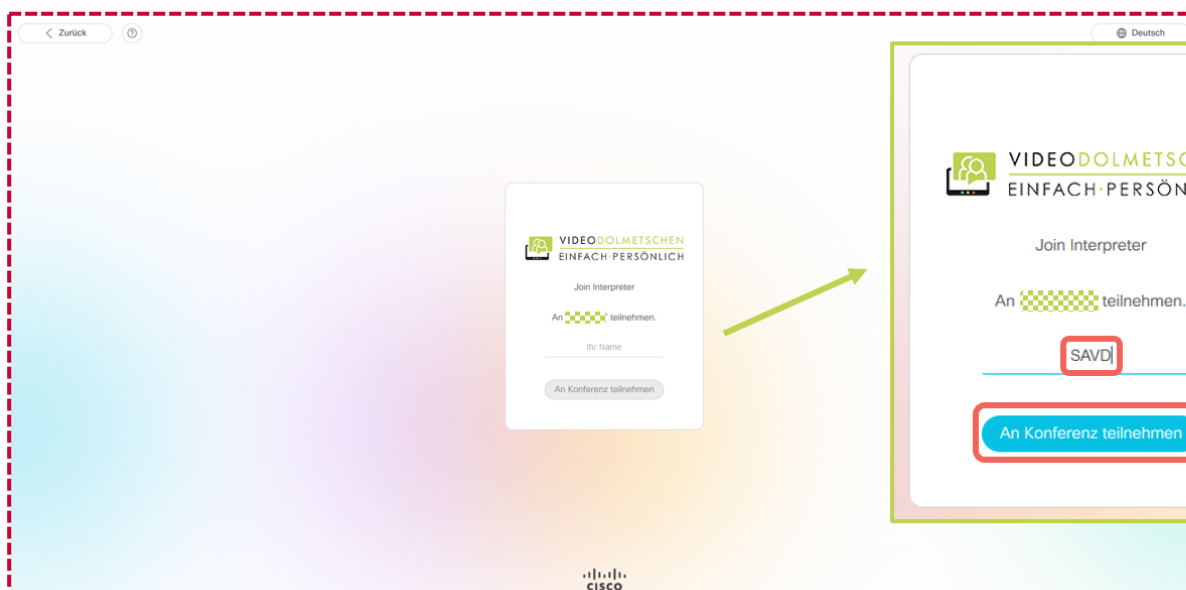 Zurück
Deutsch
VIDEODOLMETSCHEN
EINFACH·PERSÖNLICH
Join Interpreter
An teilnehmen.
Ihr Name
An Konferenz teilnehmen
CISCO
VIDEODOLMETSC
EINFACH·PERSÖN
Join Interpreter
An teilnehmen.
SAVD
An Konferenz teilnehmen